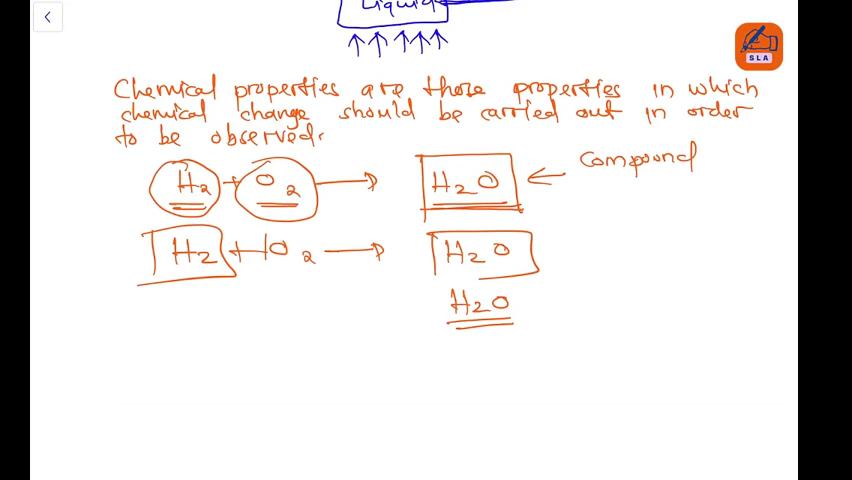 Liquid
SLA
Chemical properties are those properties in which
chemical change should be carried out in order
to be observed.
H₂ + O₂ → H₂O ← Compound
H₂ + O₂ → H₂O
H₂O